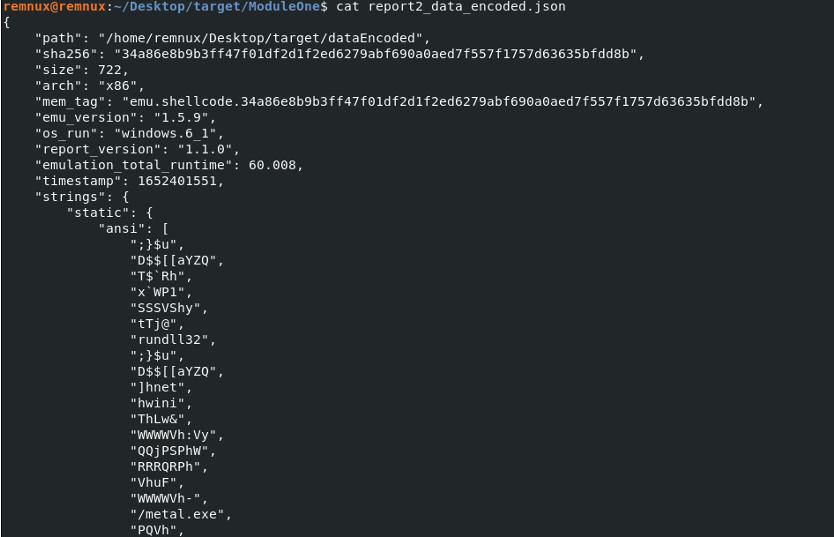 remnux@remnux:~/Desktop/target/ModuleOne$ cat report2_data_encoded.json
{
    "path": "/home/remnux/Desktop/target/dataEncoded",
    "sha256": "34a86e8b9b3ff47f01df2d1f2ed6279abf690a0aed7f557f1757d63635bfdd8b",
    "size": 722,
    "arch": "x86",
    "mem_tag": "emu.shellcode.34a86e8b9b3ff47f01df2d1f2ed6279abf690a0aed7f557f1757d63635bfdd8b",
    "emu_version": "1.5.9",
    "os_run": "windows.6_1",
    "report_version": "1.1.0",
    "emulation_total_runtime": 60.008,
    "timestamp": 1652401551,
    "strings": {
        "static": {
            "ansi": [
                ";}$u",
                "D$$[[aYZQ",
                "T$`Rh",
                "x`WP1",
                "SSSVShy",
                "tTj@",
                "rundll32",
                ";}$u",
                "D$$[[aYZQ",
                "]hnet",
                "hwini",
                "ThLw&",
                "WWWWVh:Vy",
                "QQjPSPhW",
                "RRRQRPh",
                "VhuF",
                "WWWWVh-",
                "/metal.exe",
                "PQVh",